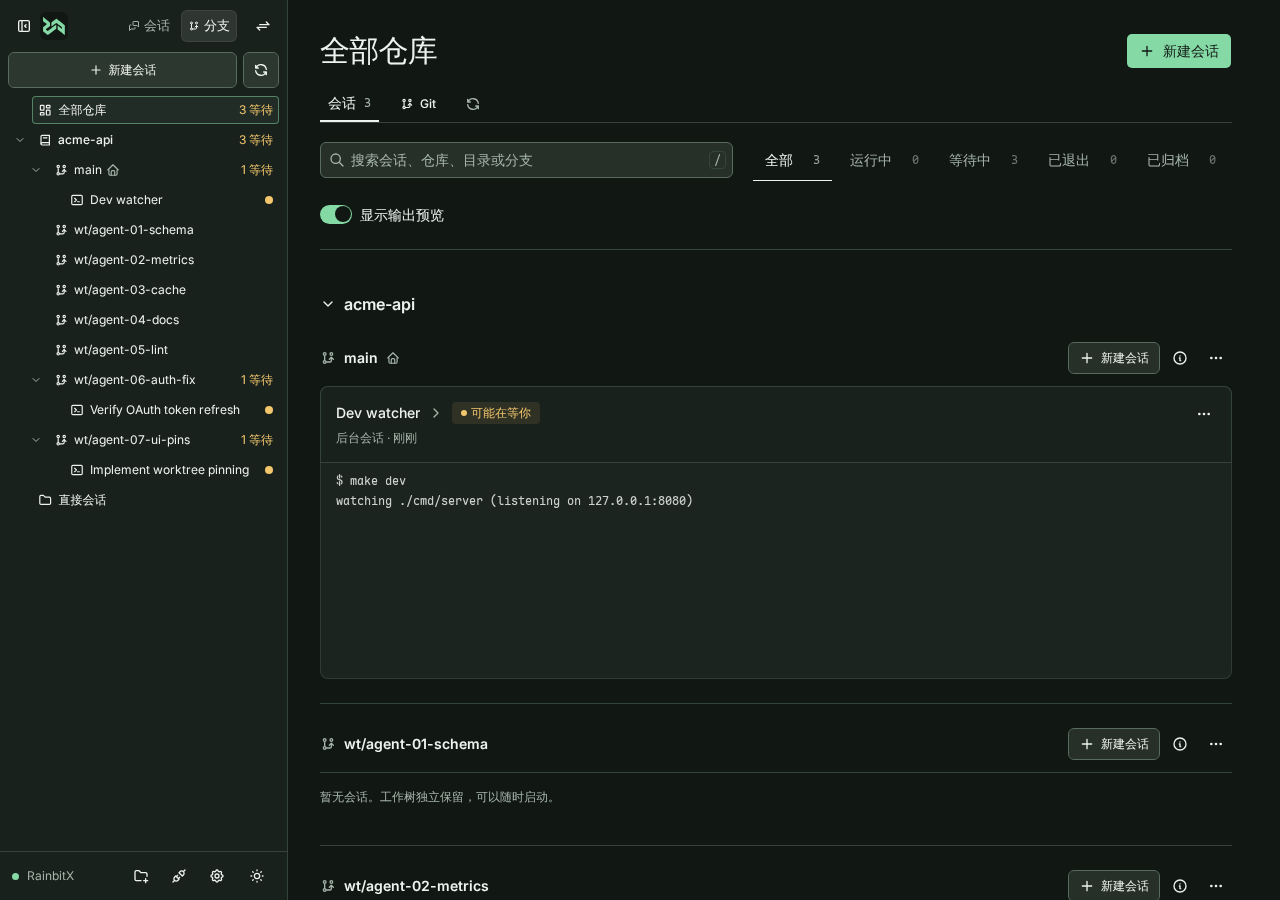 会话
分支
新建会话
全部仓库
3 等待
acme-api
3 等待
main
1 等待
Dev watcher
wt/agent-01-schema
wt/agent-02-metrics
wt/agent-03-cache
wt/agent-04-docs
wt/agent-05-lint
wt/agent-06-auth-fix
1 等待
Verify OAuth token refresh
wt/agent-07-ui-pins
1 等待
Implement worktree pinning
直接会话
RainbitX
全部仓库
新建会话
会话 3
Git
搜索会话、仓库、目录或分支
/
全部 3
运行中 0
等待中 3
已退出 0
已归档 0
显示输出预览
acme-api
main
新建会话
Dev watcher
可能在等你
后台会话 · 刚刚
$ make dev
watching ./cmd/server (listening on 127.0.0.1:8080)
wt/agent-01-schema
新建会话
暂无会话。工作树独立保留，可以随时启动。
wt/agent-02-metrics
新建会话